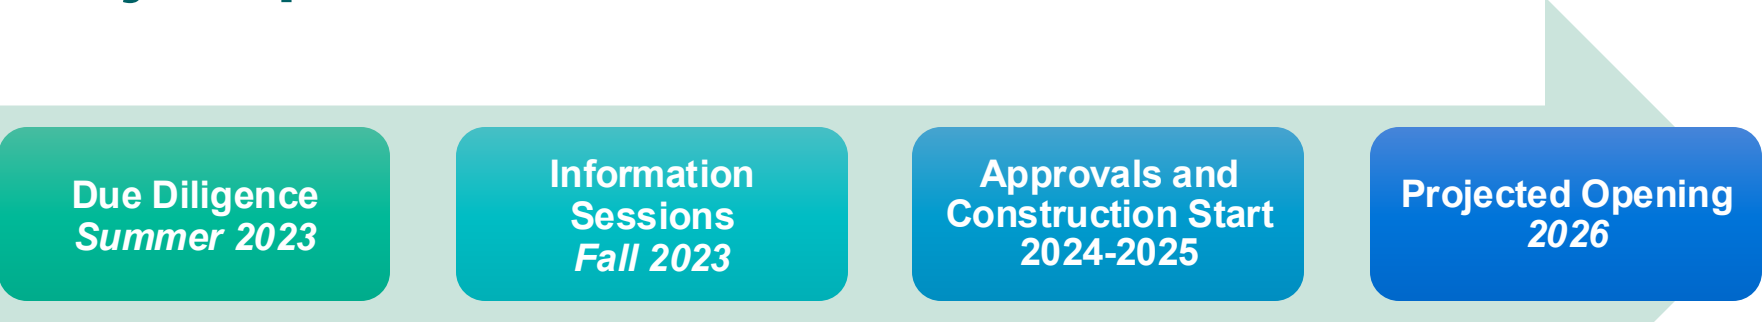 Due Diligence
Summer 2023
Information
Sessions
Fall 2023
Approvals and
Construction Start
2024-2025
Projected Opening
2026